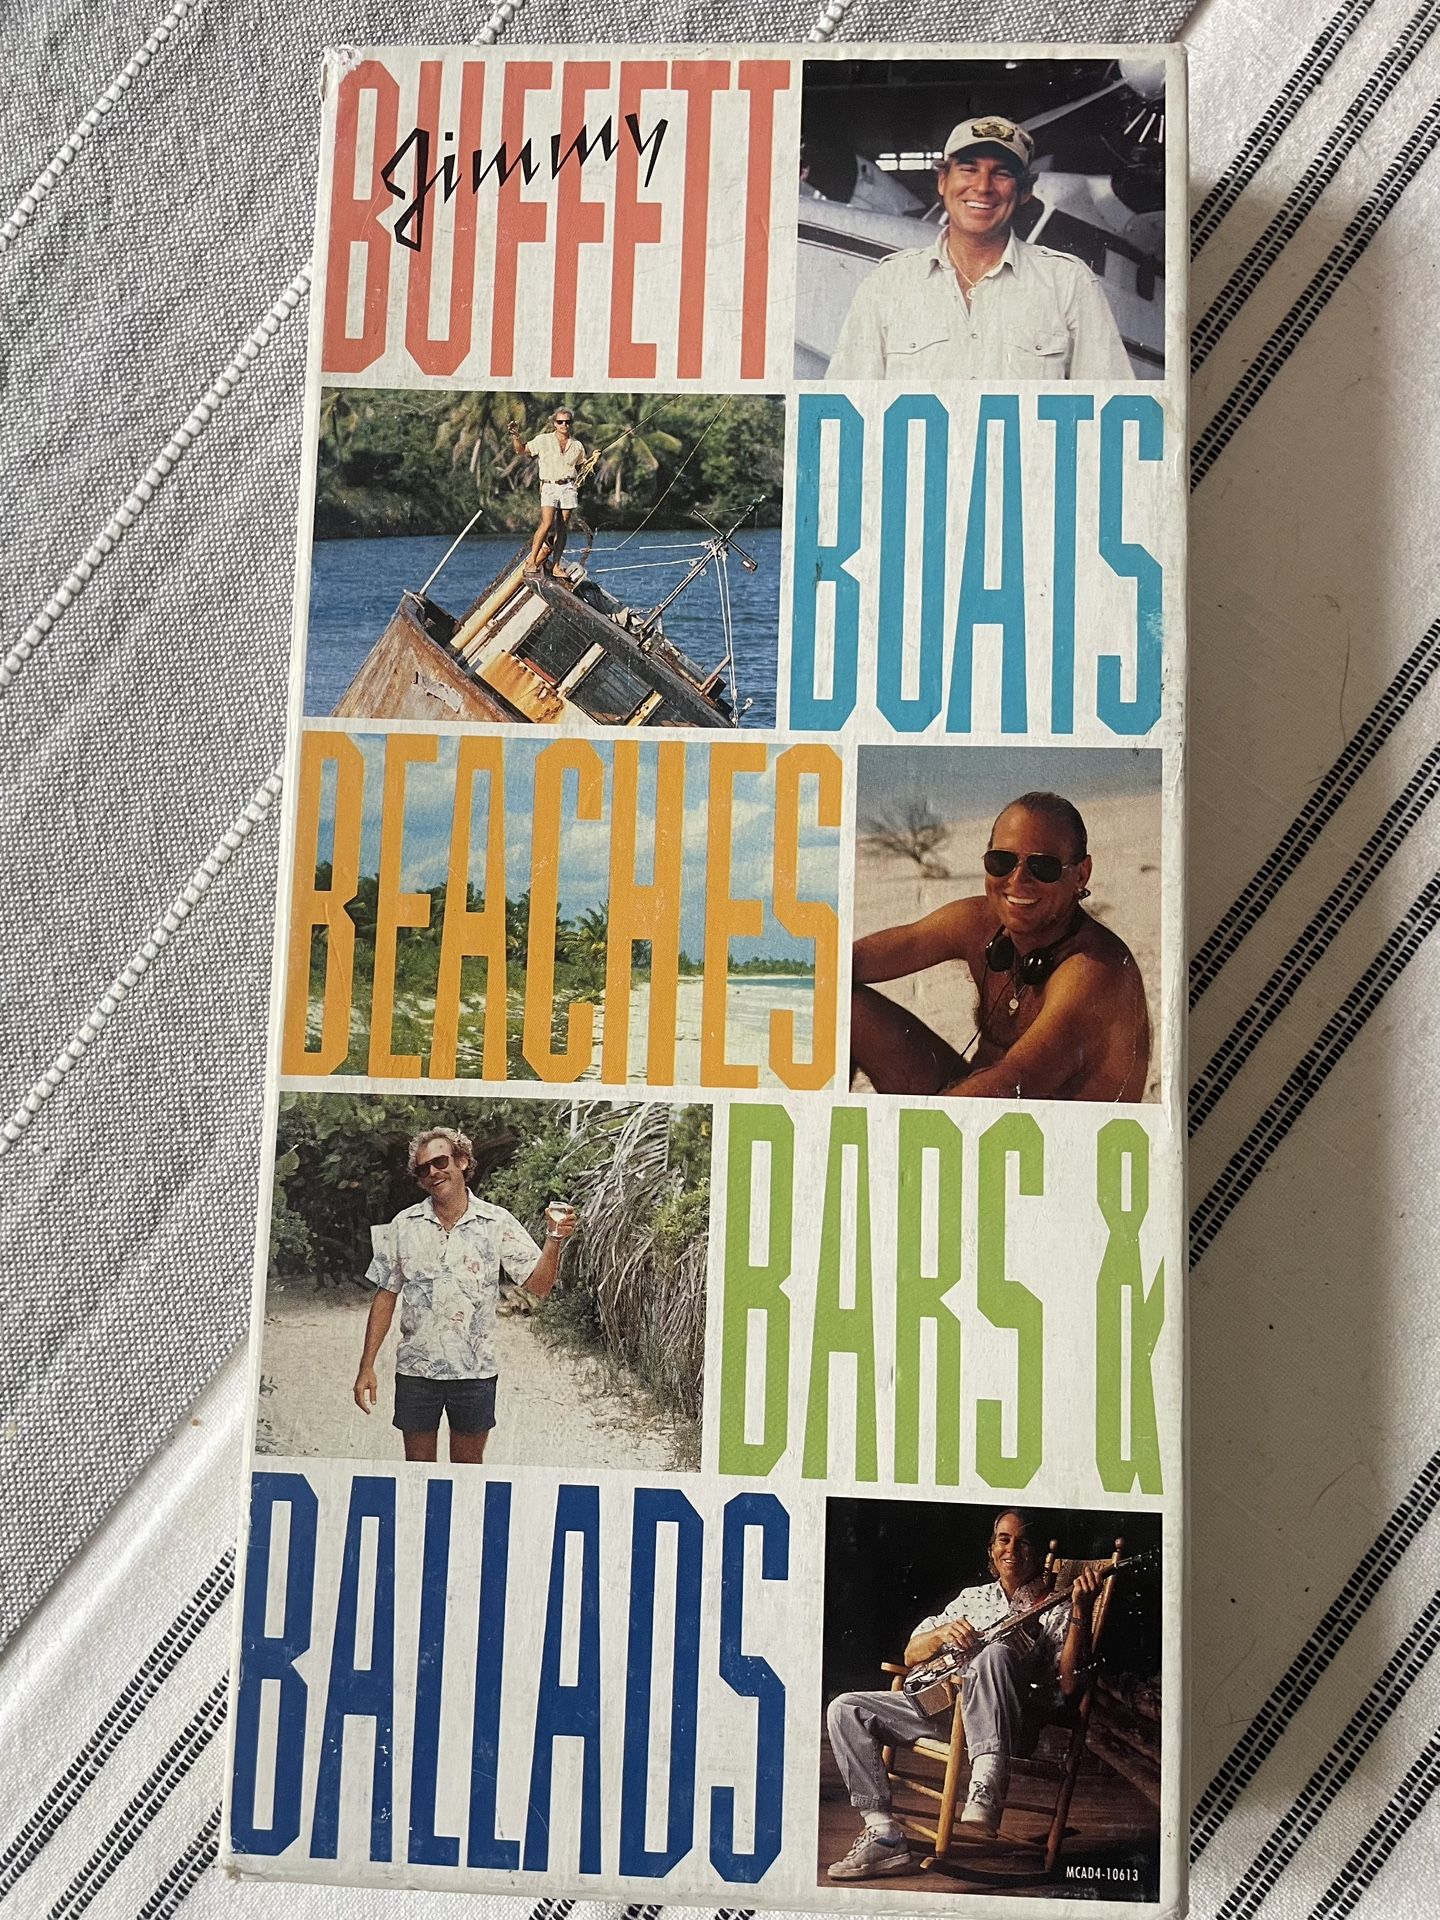 Jimmy
BUFFETT
BOATS
BEACHES
BARS &
BALLADS
MCAD4-10613